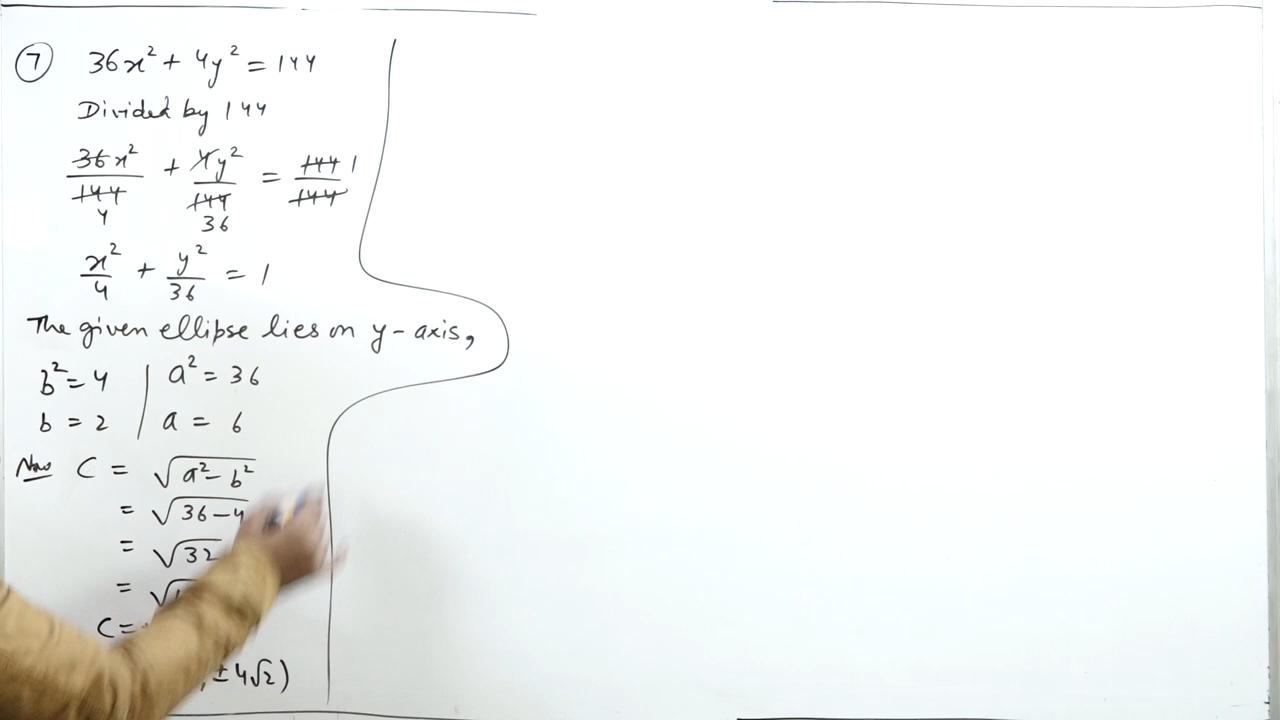 7 36x² + 4y² = 144
Divided by 144
36x²/144 4 + 4y²/144 36 = 144/144 1
x²/4 + y²/36 = 1
The given ellipse lies on y-axis,
b² = 4 | a² = 36
b = 2 | a = 6
Now C = √(a² - b²)
= √(36 - 4
= √32
= √
C =
± 4√2)